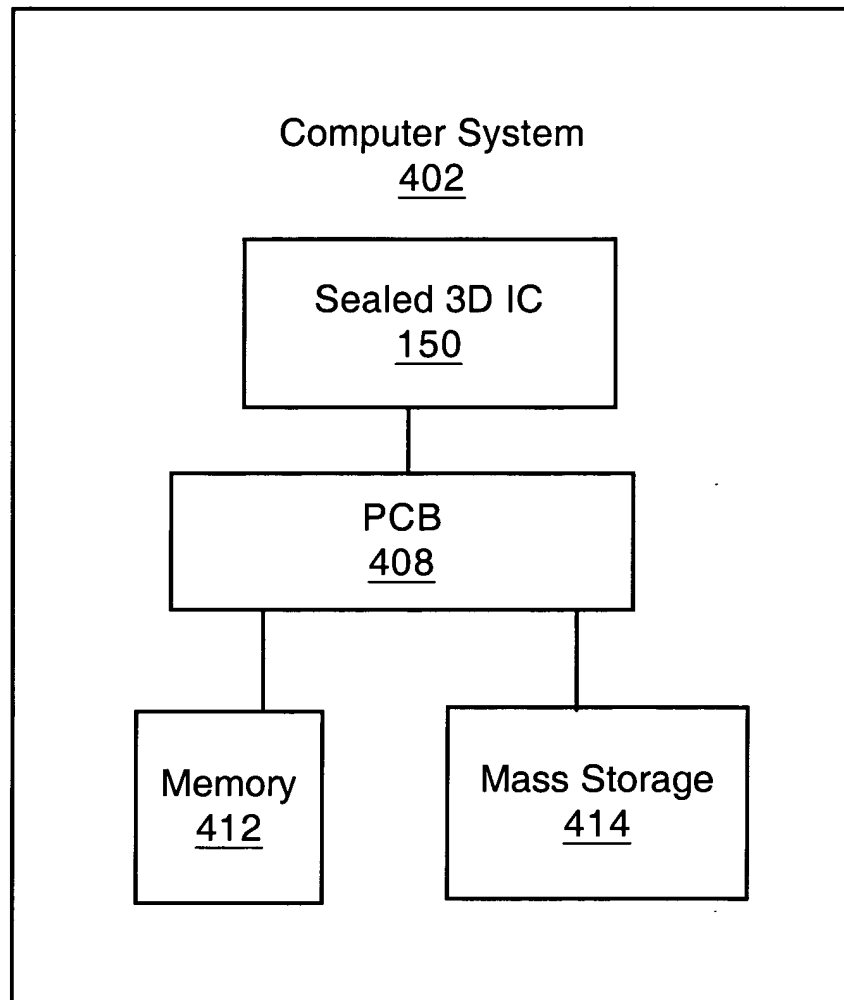 Computer System
402
Sealed 3D IC
150
PCB
408
Memory
412
Mass Storage
414